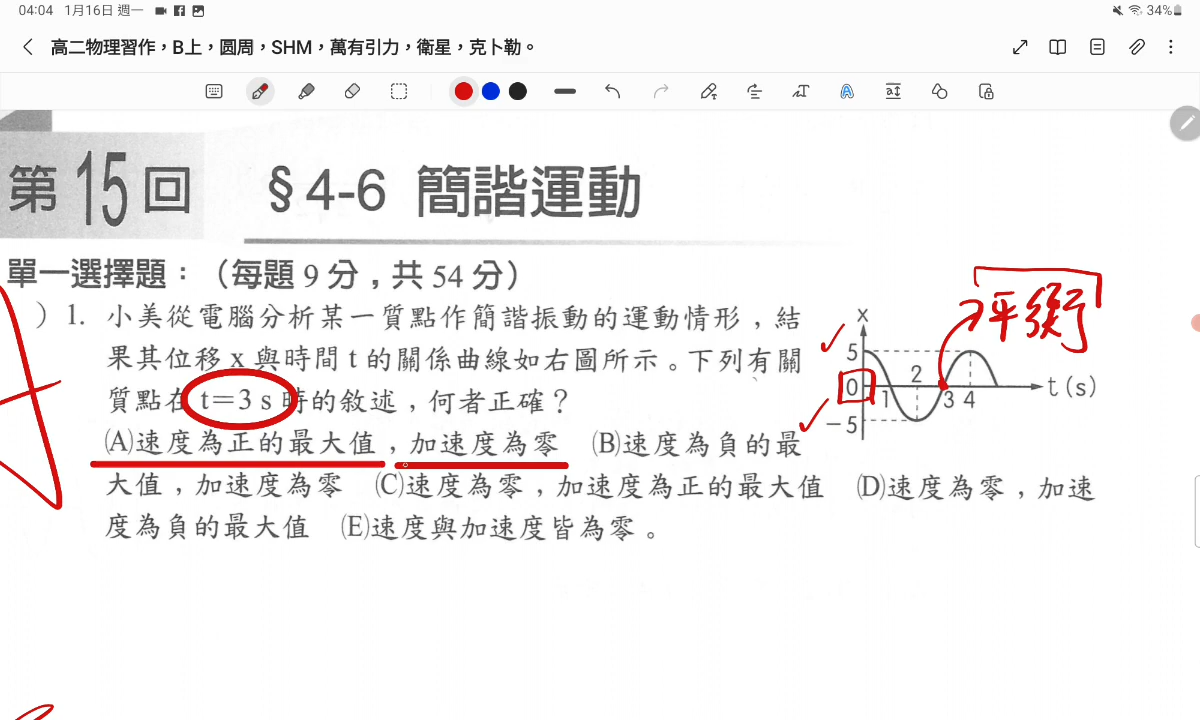 04:04 1月16日 週一 34%
高二物理習作，B上，圓周，SHM，萬有引力，衛星，克卜勒。
第15回 §4-6 簡諧運動
單一選擇題：（每題9分，共54分）
）1. 小美從電腦分析某一質點作簡諧振動的運動情形，結
果其位移 x 與時間 t 的關係曲線如右圖所示。下列有關
質點在 t＝3 s 時的敘述，何者正確？
(A)速度為正的最大值，加速度為零 (B)速度為負的最
大值，加速度為零 (C)速度為零，加速度為正的最大值 (D)速度為零，加速
度為負的最大值 (E)速度與加速度皆為零。
平衡
x
5
0
－5
1
2
3
4
t(s)